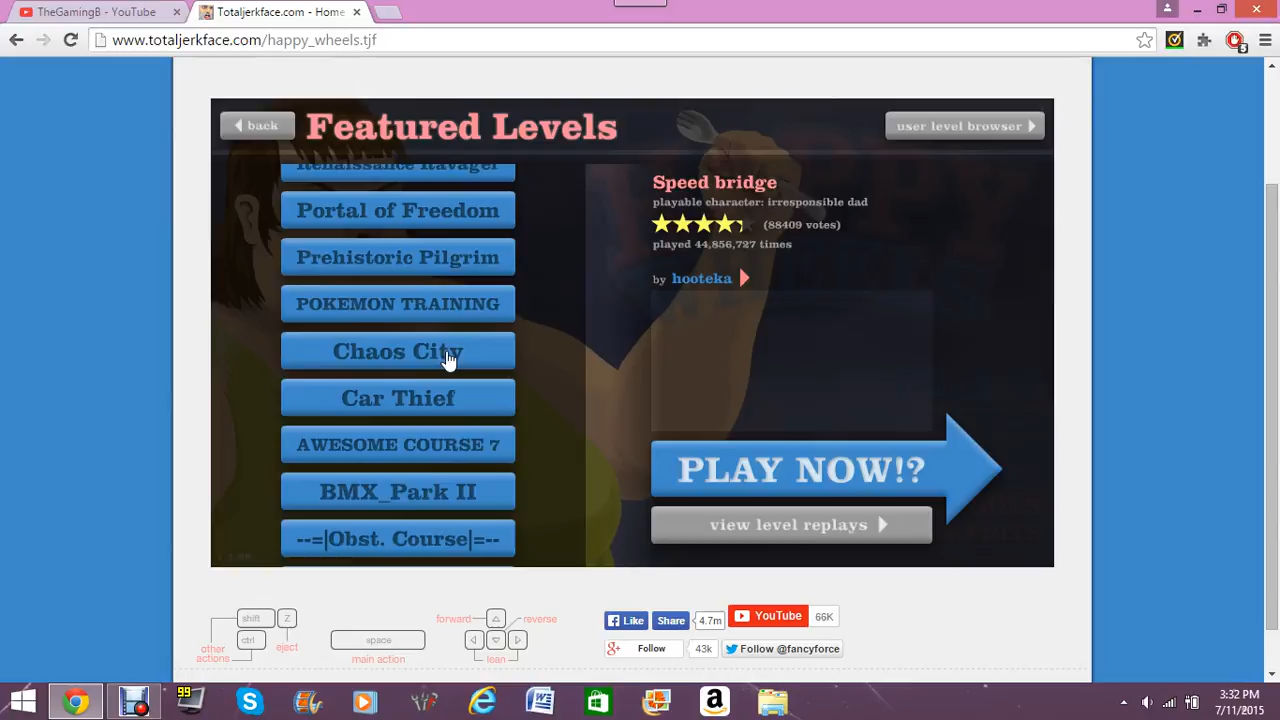 TheGamingB - YouTube
Totaljerkface.com - Home
www.totaljerkface.com/happy_wheels.tjf
5
back
Featured Levels
user level browser
Renaissance Ravager
Portal of Freedom
Prehistoric Pilgrim
POKEMON TRAINING
Chaos City
Car Thief
AWESOME COURSE 7
BMX_Park II
--=|Obst. Course|=--
Speed bridge
playable character: irresponsible dad
(88409 votes)
played 44,856,727 times
by hooteka
PLAY NOW!?
view level replays
shift
Z
ctrl
other actions
eject
space
main action
forward
reverse
lean
Like
Share
4.7m
YouTube
66K
Follow
43k
Follow @fancyforce
99
3:32 PM
7/11/2015